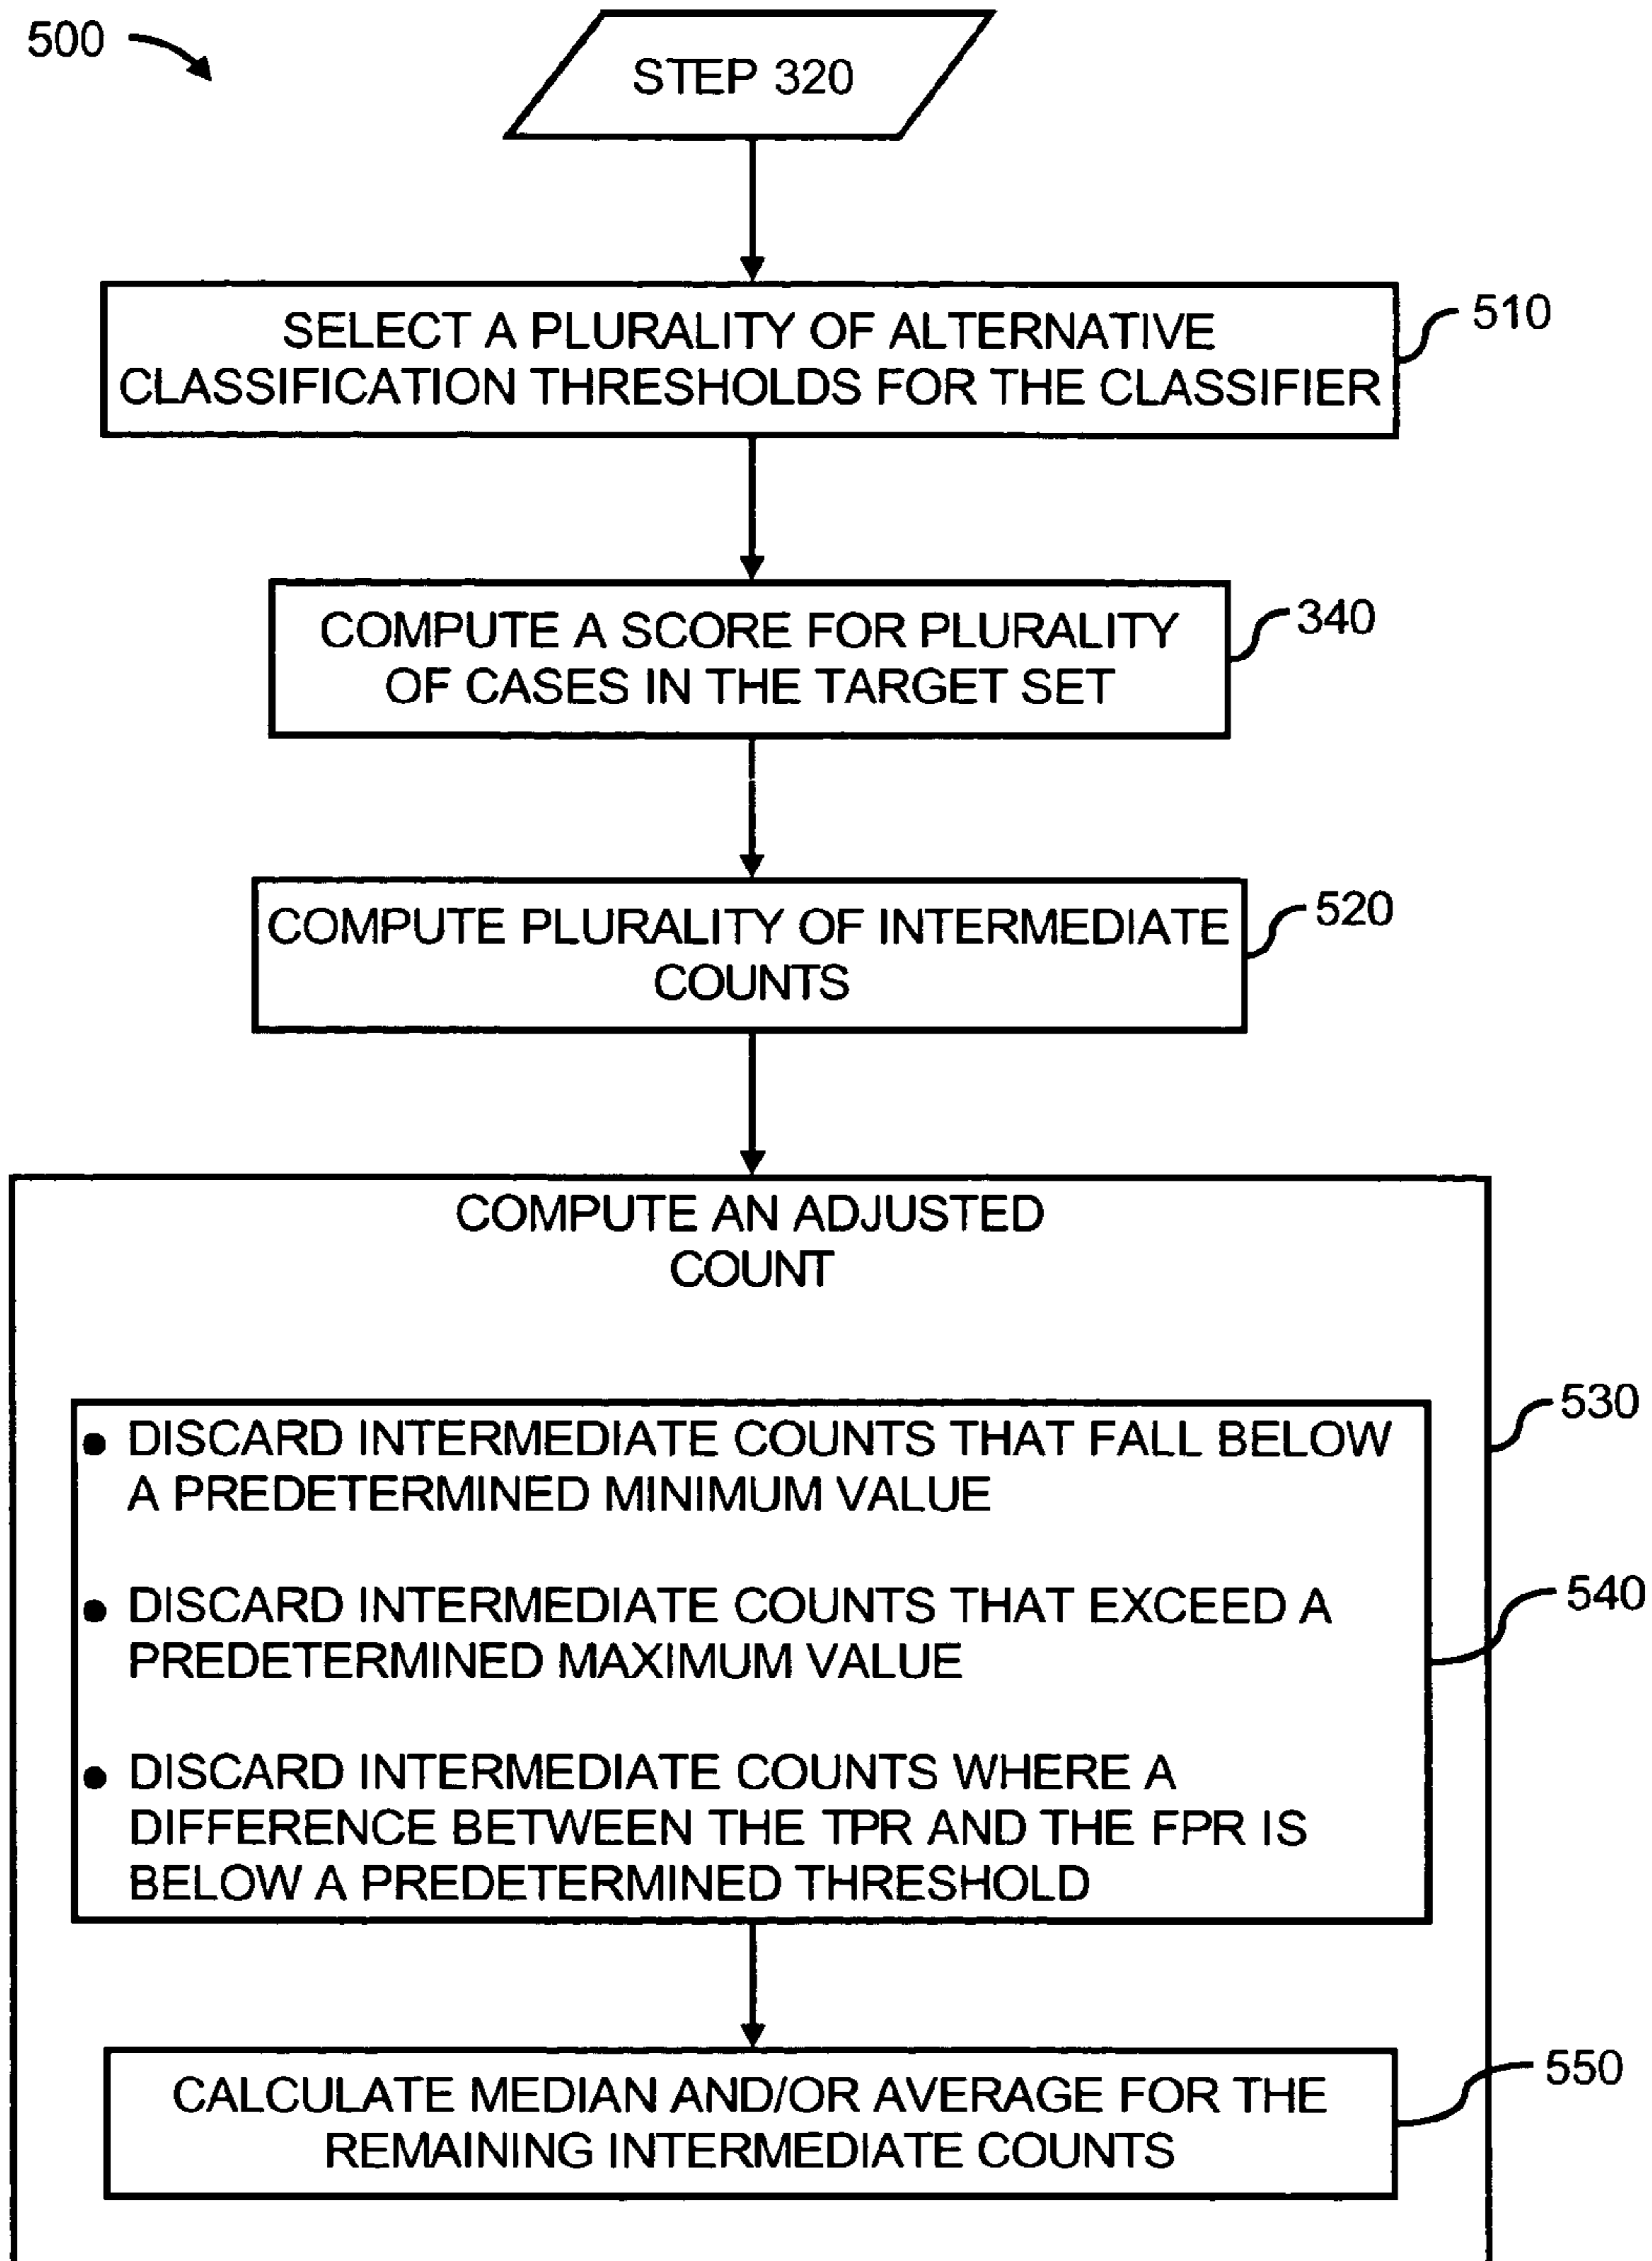 500
STEP 320
SELECT A PLURALITY OF ALTERNATIVE
CLASSIFICATION THRESHOLDS FOR THE CLASSIFIER
510
COMPUTE A SCORE FOR PLURALITY
OF CASES IN THE TARGET SET
340
COMPUTE PLURALITY OF INTERMEDIATE
COUNTS
520
COMPUTE AN ADJUSTED
COUNT
530
● DISCARD INTERMEDIATE COUNTS THAT FALL BELOW
A PREDETERMINED MINIMUM VALUE
● DISCARD INTERMEDIATE COUNTS THAT EXCEED A
PREDETERMINED MAXIMUM VALUE
540
● DISCARD INTERMEDIATE COUNTS WHERE A
DIFFERENCE BETWEEN THE TPR AND THE FPR IS
BELOW A PREDETERMINED THRESHOLD
CALCULATE MEDIAN AND/OR AVERAGE FOR THE
REMAINING INTERMEDIATE COUNTS
550